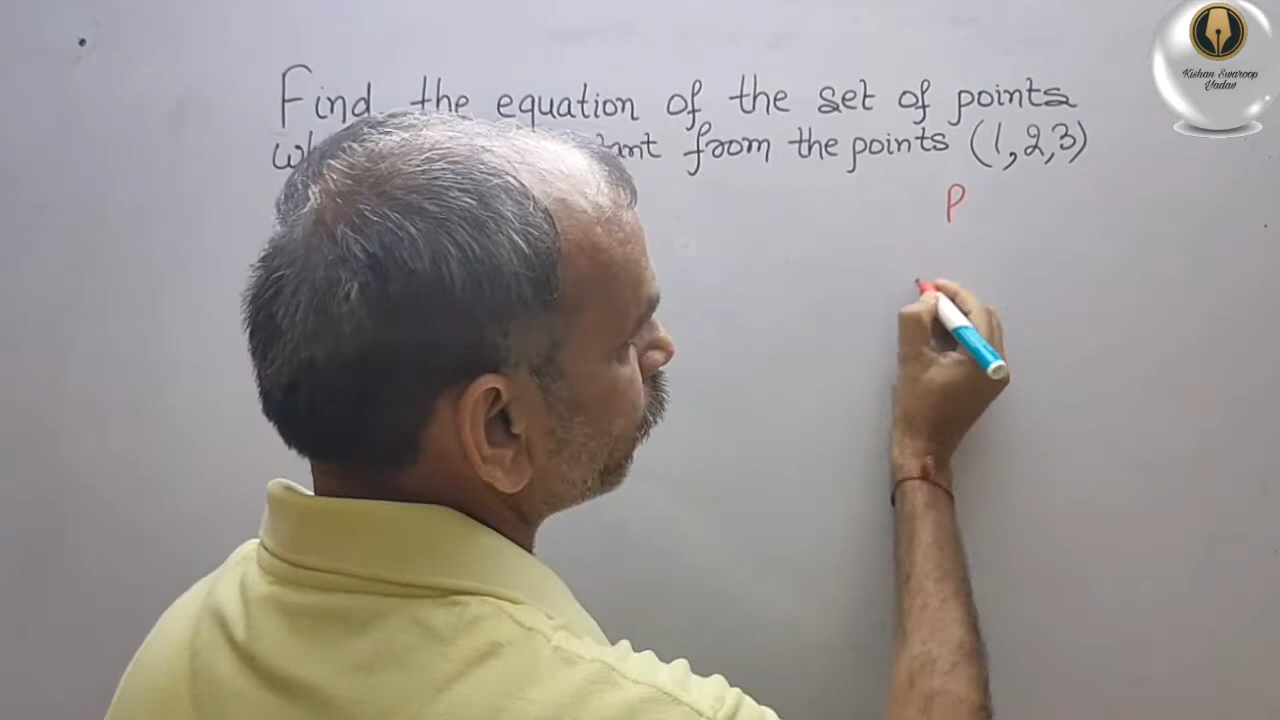 Find the equation of the set of points
from the points (1,2,3)
P
Kishan Swaroop
Yadav